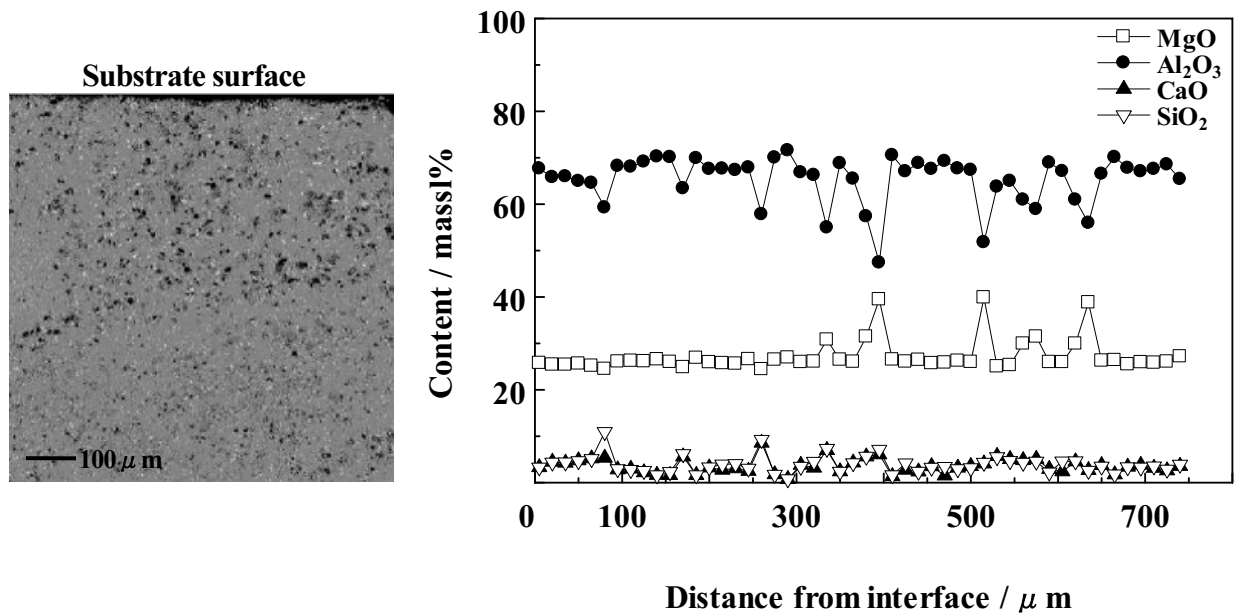 Substrate surface
100 μ m
100
80
60
40
20
0
100
300
500
700
Content / massl%
Distance from interface / μ m
MgO
Al₂O₃
CaO
SiO₂